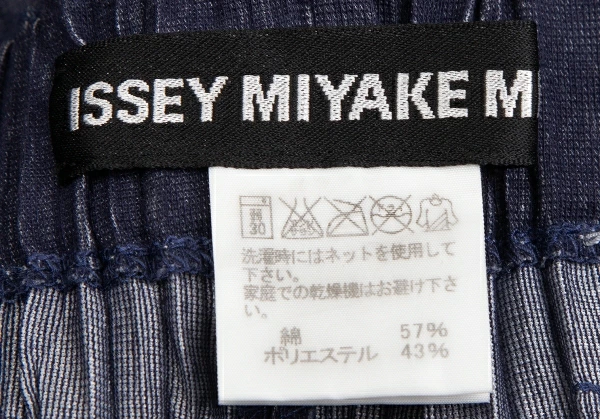 ISSEY MIYAKE M
弱
30
洗濯時にはネットを使用して
下さい。
家庭での乾燥機はお避け下さ
い。
綿 57%
ポリエステル 43%